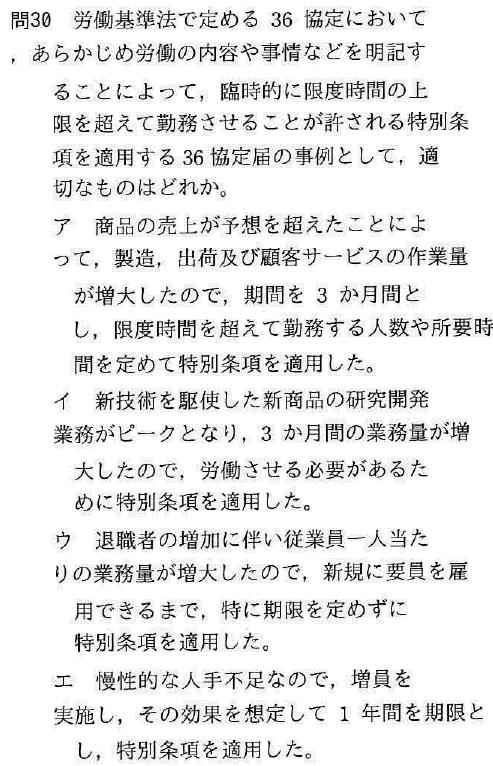 問30　労働基準法で定める 36 協定において
，あらかじめ労働の内容や事情などを明記す
ることによって，臨時的に限度時間の上
限を超えて勤務させることが許される特別条
項を適用する 36 協定届の事例として，適
切なものはどれか。
ア　商品の売上が予想を超えたことによ
って，製造，出荷及び顧客サービスの作業量
が増大したので，期間を 3 か月間と
し，限度時間を超えて勤務する人数や所要時
間を定めて特別条項を適用した。
イ　新技術を駆使した新商品の研究開発
業務がピークとなり，3 か月間の業務量が増
大したので，労働させる必要があるた
めに特別条項を適用した。
ウ　退職者の増加に伴い従業員一人当た
りの業務量が増大したので，新規に要員を雇
用できるまで，特に期限を定めずに
特別条項を適用した。
エ　慢性的な人手不足なので，増員を
実施し，その効果を想定して 1 年間を期限と
し，特別条項を適用した。